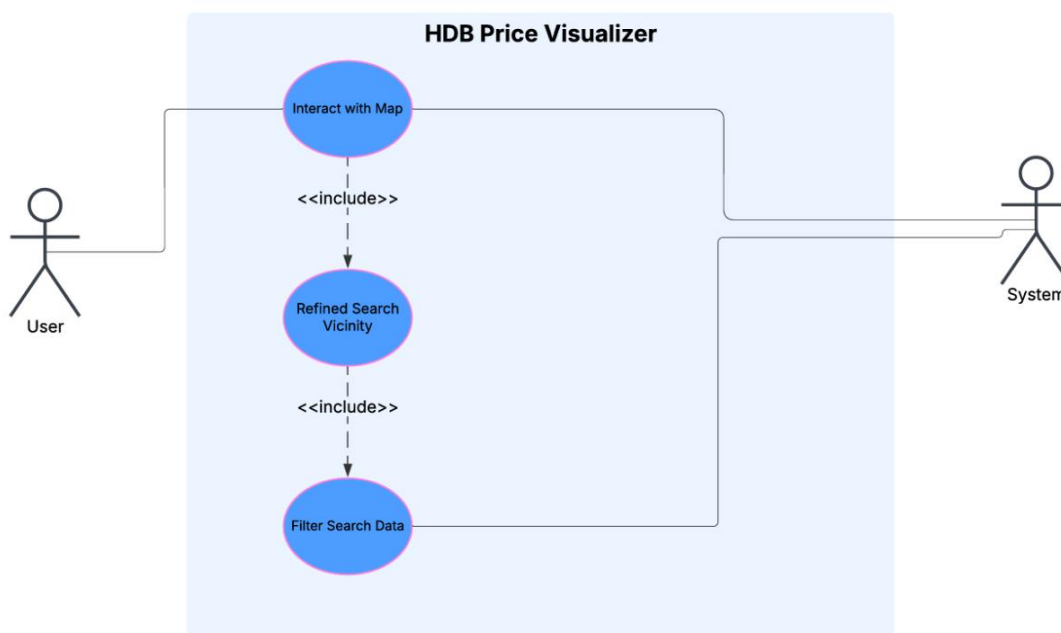 HDB Price Visualizer
Interact with Map
<<include>>
User
System
Refined Search
Vicinity
<<include>>
Filter Search Data